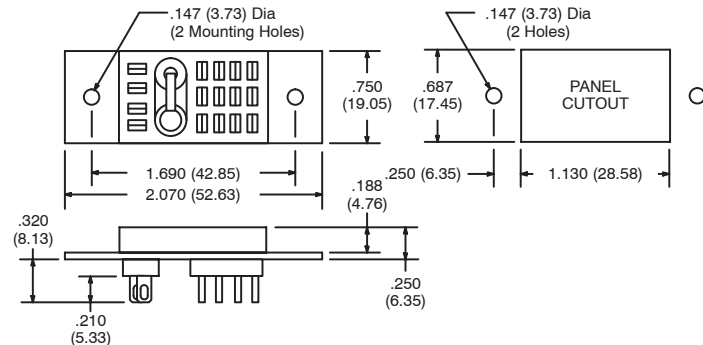 .147 (3.73) Dia
(2 Mounting Holes)
.750
(19.05)
1.690 (42.85)
2.070 (52.63)
.147 (3.73) Dia
(2 Holes)
.687
(17.45)
PANEL
CUTOUT
.250 (6.35)
1.130 (28.58)
.188
(4.76)
.320
(8.13)
.210
(5.33)
.250
(6.35)